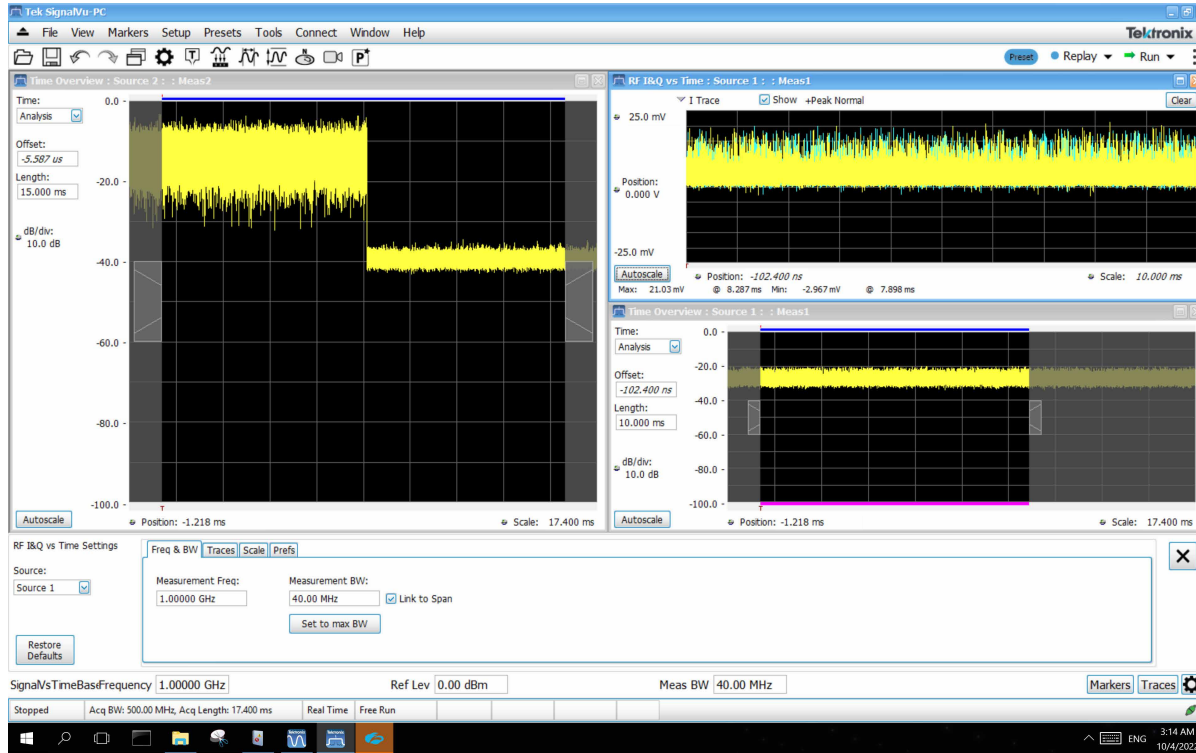 Tek SignalVu-PC
File View Markers Setup Presets Tools Connect Window Help
Tektronix
Preset Replay Run
Time Overview : Source 2 : : Meas2
Time:
Analysis
Offset:
-5.587 us
Length:
15.000 ms
dB/div:
10.0 dB
Autoscale
0.0
-20.0
-40.0
-60.0
-80.0
-100.0
T
Position: -1.218 ms
Scale: 17.400 ms
RF I&Q vs Time : Source 1 : : Meas1
I Trace Show +Peak Normal
Clear
25.0 mV
Position:
0.000 V
-25.0 mV
Autoscale
Position: -102.400 ns
Scale: 10.000 ms
Max: 21.03 mV @ 8.287 ms Min: -2.967 mV @ 7.898 ms
Time Overview : Source 1 : : Meas1
Time:
Analysis
Offset:
-102.400 ns
Length:
10.000 ms
dB/div:
10.0 dB
Autoscale
0.0
-20.0
-40.0
-60.0
-80.0
-100.0
T
Position: -1.218 ms
Scale: 17.400 ms
RF I&Q vs Time Settings
Source:
Source 1
Restore
Defaults
Freq & BW Traces Scale Prefs
Measurement Freq:
1.00000 GHz
Measurement BW:
40.00 MHz
Link to Span
Set to max BW
Frequency 1.00000 GHz
Ref Lev 0.00 dBm
Meas BW 40.00 MHz
Markers Traces
Stopped
Acq BW: 500.00 MHz, Acq Length: 17.400 ms
Real Time
Free Run
ENG
3:14 AM